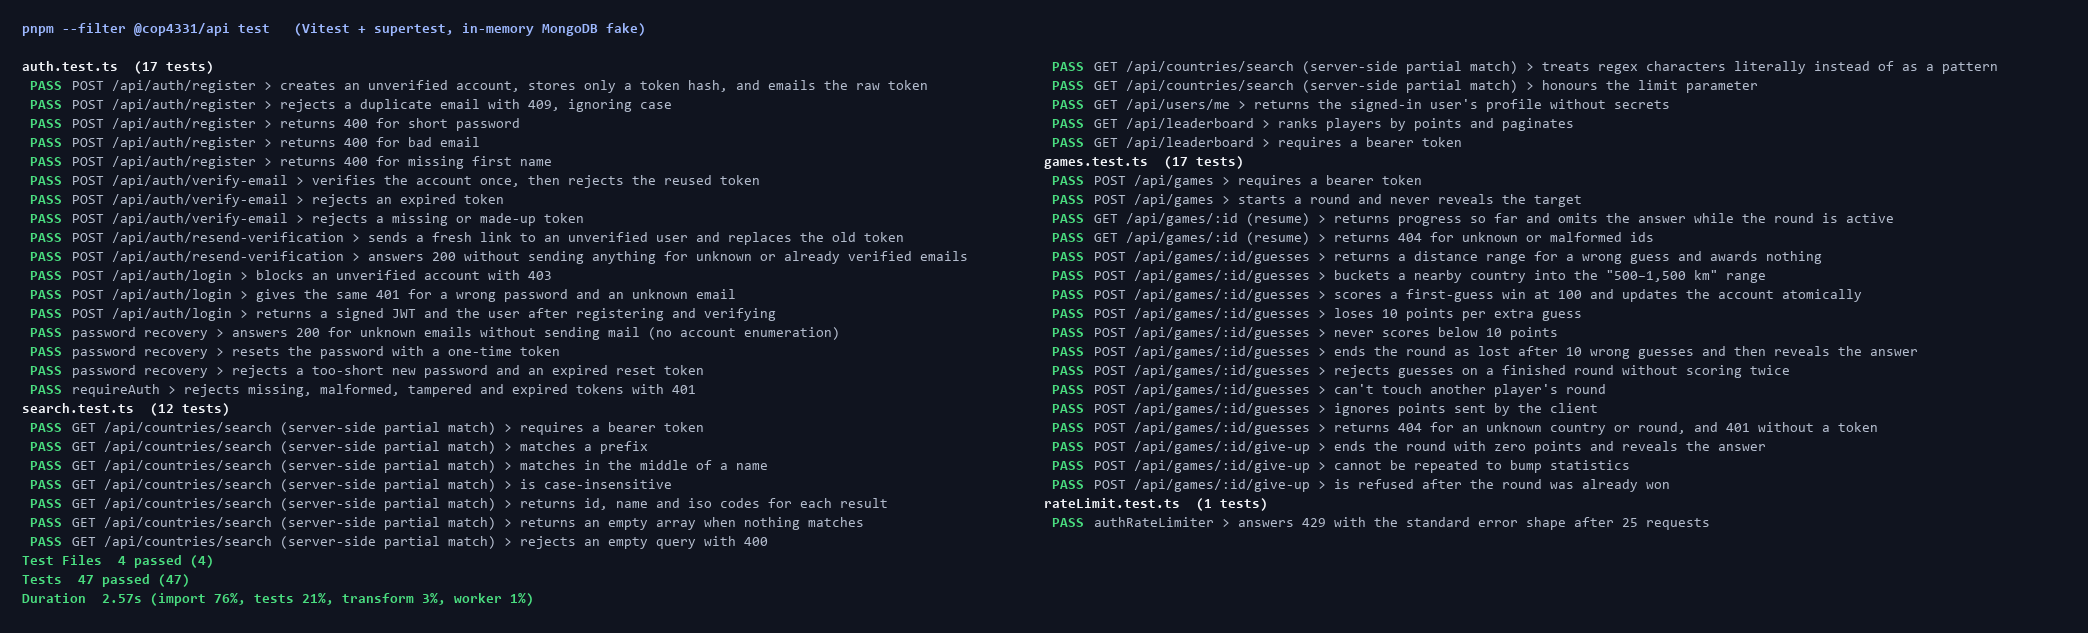 pnpm --filter @cop4331/api test   (Vitest + supertest, in-memory MongoDB fake)
auth.test.ts  (17 tests)
PASS POST /api/auth/register > creates an unverified account, stores only a token hash, and emails the raw token
PASS POST /api/auth/register > rejects a duplicate email with 409, ignoring case
PASS POST /api/auth/register > returns 400 for short password
PASS POST /api/auth/register > returns 400 for bad email
PASS POST /api/auth/register > returns 400 for missing first name
PASS POST /api/auth/verify-email > verifies the account once, then rejects the reused token
PASS POST /api/auth/verify-email > rejects an expired token
PASS POST /api/auth/verify-email > rejects a missing or made-up token
PASS POST /api/auth/resend-verification > sends a fresh link to an unverified user and replaces the old token
PASS POST /api/auth/resend-verification > answers 200 without sending anything for unknown or already verified emails
PASS POST /api/auth/login > blocks an unverified account with 403
PASS POST /api/auth/login > gives the same 401 for a wrong password and an unknown email
PASS POST /api/auth/login > returns a signed JWT and the user after registering and verifying
PASS password recovery > answers 200 for unknown emails without sending mail (no account enumeration)
PASS password recovery > resets the password with a one-time token
PASS password recovery > rejects a too-short new password and an expired reset token
PASS requireAuth > rejects missing, malformed, tampered and expired tokens with 401
search.test.ts  (12 tests)
PASS GET /api/countries/search (server-side partial match) > requires a bearer token
PASS GET /api/countries/search (server-side partial match) > matches a prefix
PASS GET /api/countries/search (server-side partial match) > matches in the middle of a name
PASS GET /api/countries/search (server-side partial match) > is case-insensitive
PASS GET /api/countries/search (server-side partial match) > returns id, name and iso codes for each result
PASS GET /api/countries/search (server-side partial match) > returns an empty array when nothing matches
PASS GET /api/countries/search (server-side partial match) > rejects an empty query with 400
PASS GET /api/countries/search (server-side partial match) > treats regex characters literally instead of as a pattern
PASS GET /api/countries/search (server-side partial match) > honours the limit parameter
PASS GET /api/users/me > returns the signed-in user's profile without secrets
PASS GET /api/leaderboard > ranks players by points and paginates
PASS GET /api/leaderboard > requires a bearer token
games.test.ts  (17 tests)
PASS POST /api/games > requires a bearer token
PASS POST /api/games > starts a round and never reveals the target
PASS GET /api/games/:id (resume) > returns progress so far and omits the answer while the round is active
PASS GET /api/games/:id (resume) > returns 404 for unknown or malformed ids
PASS POST /api/games/:id/guesses > returns a distance range for a wrong guess and awards nothing
PASS POST /api/games/:id/guesses > buckets a nearby country into the "500–1,500 km" range
PASS POST /api/games/:id/guesses > scores a first-guess win at 100 and updates the account atomically
PASS POST /api/games/:id/guesses > loses 10 points per extra guess
PASS POST /api/games/:id/guesses > never scores below 10 points
PASS POST /api/games/:id/guesses > ends the round as lost after 10 wrong guesses and then reveals the answer
PASS POST /api/games/:id/guesses > rejects guesses on a finished round without scoring twice
PASS POST /api/games/:id/guesses > can't touch another player's round
PASS POST /api/games/:id/guesses > ignores points sent by the client
PASS POST /api/games/:id/guesses > returns 404 for an unknown country or round, and 401 without a token
PASS POST /api/games/:id/give-up > ends the round with zero points and reveals the answer
PASS POST /api/games/:id/give-up > cannot be repeated to bump statistics
PASS POST /api/games/:id/give-up > is refused after the round was already won
rateLimit.test.ts  (1 tests)
PASS authRateLimiter > answers 429 with the standard error shape after 25 requests
Test Files  4 passed (4)
Tests  47 passed (47)
Duration  2.57s (import 76%, tests 21%, transform 3%, worker 1%)